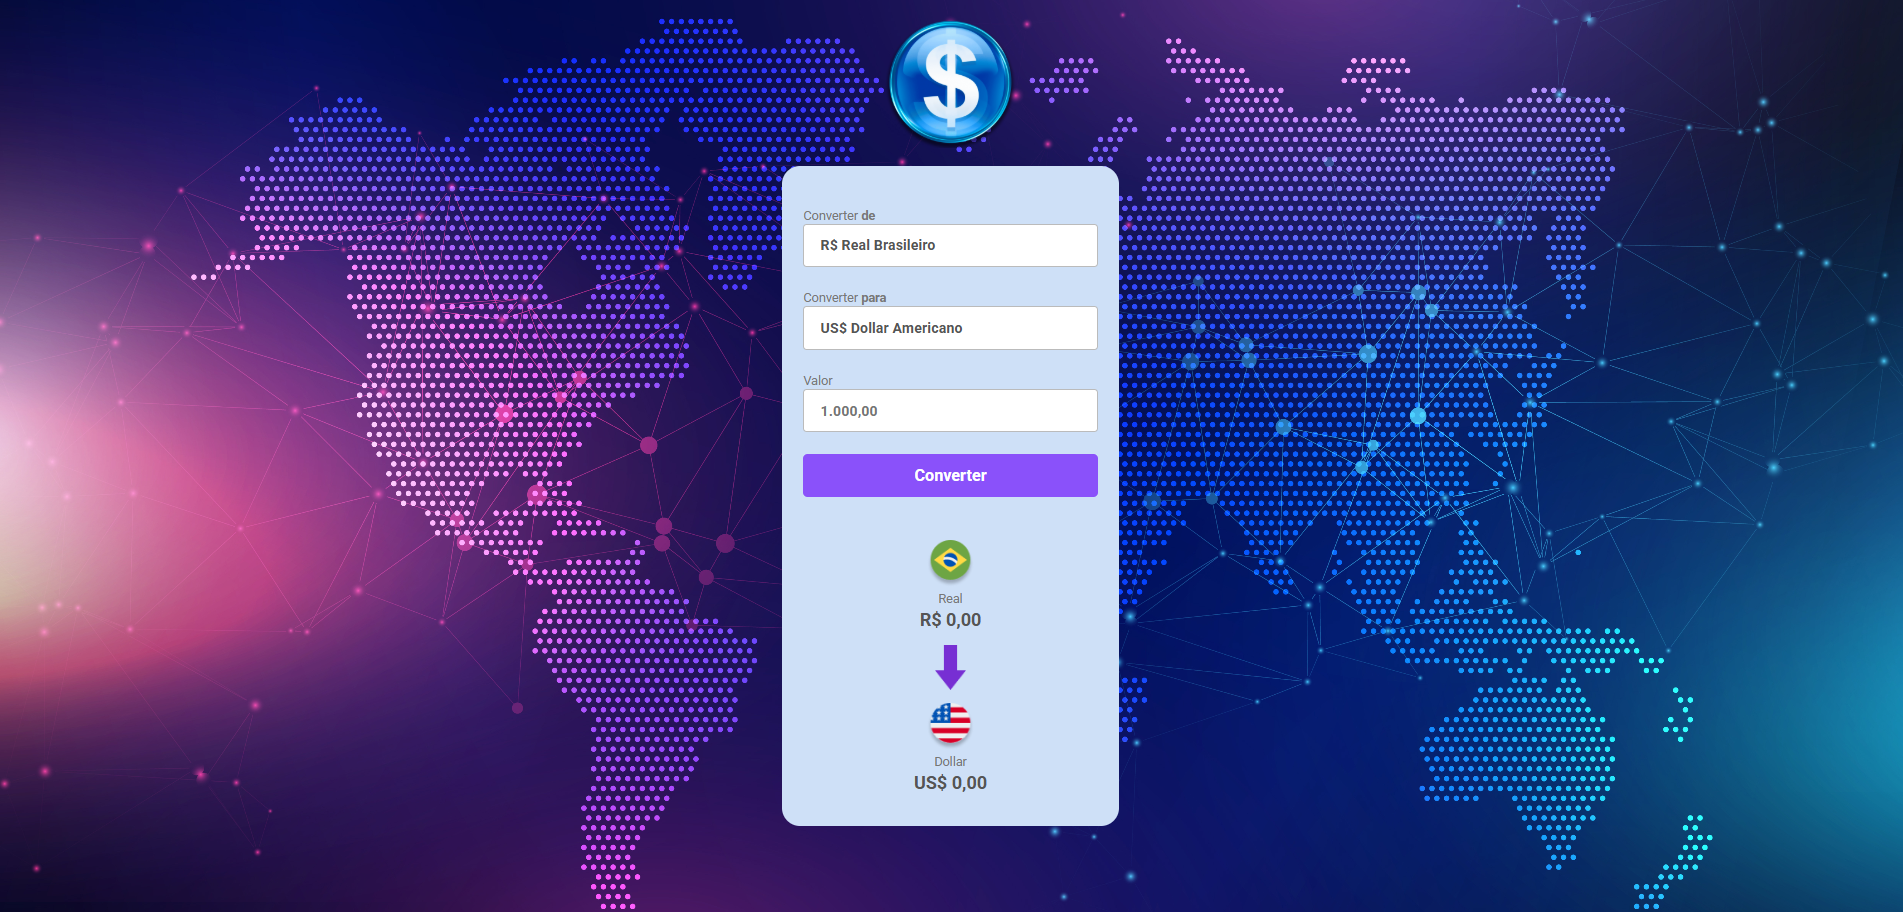 $
Converter de
R$ Real Brasileiro
Converter para
US$ Dollar Americano
Valor
1.000,00
Converter
Real
R$ 0,00
Dollar
US$ 0,00